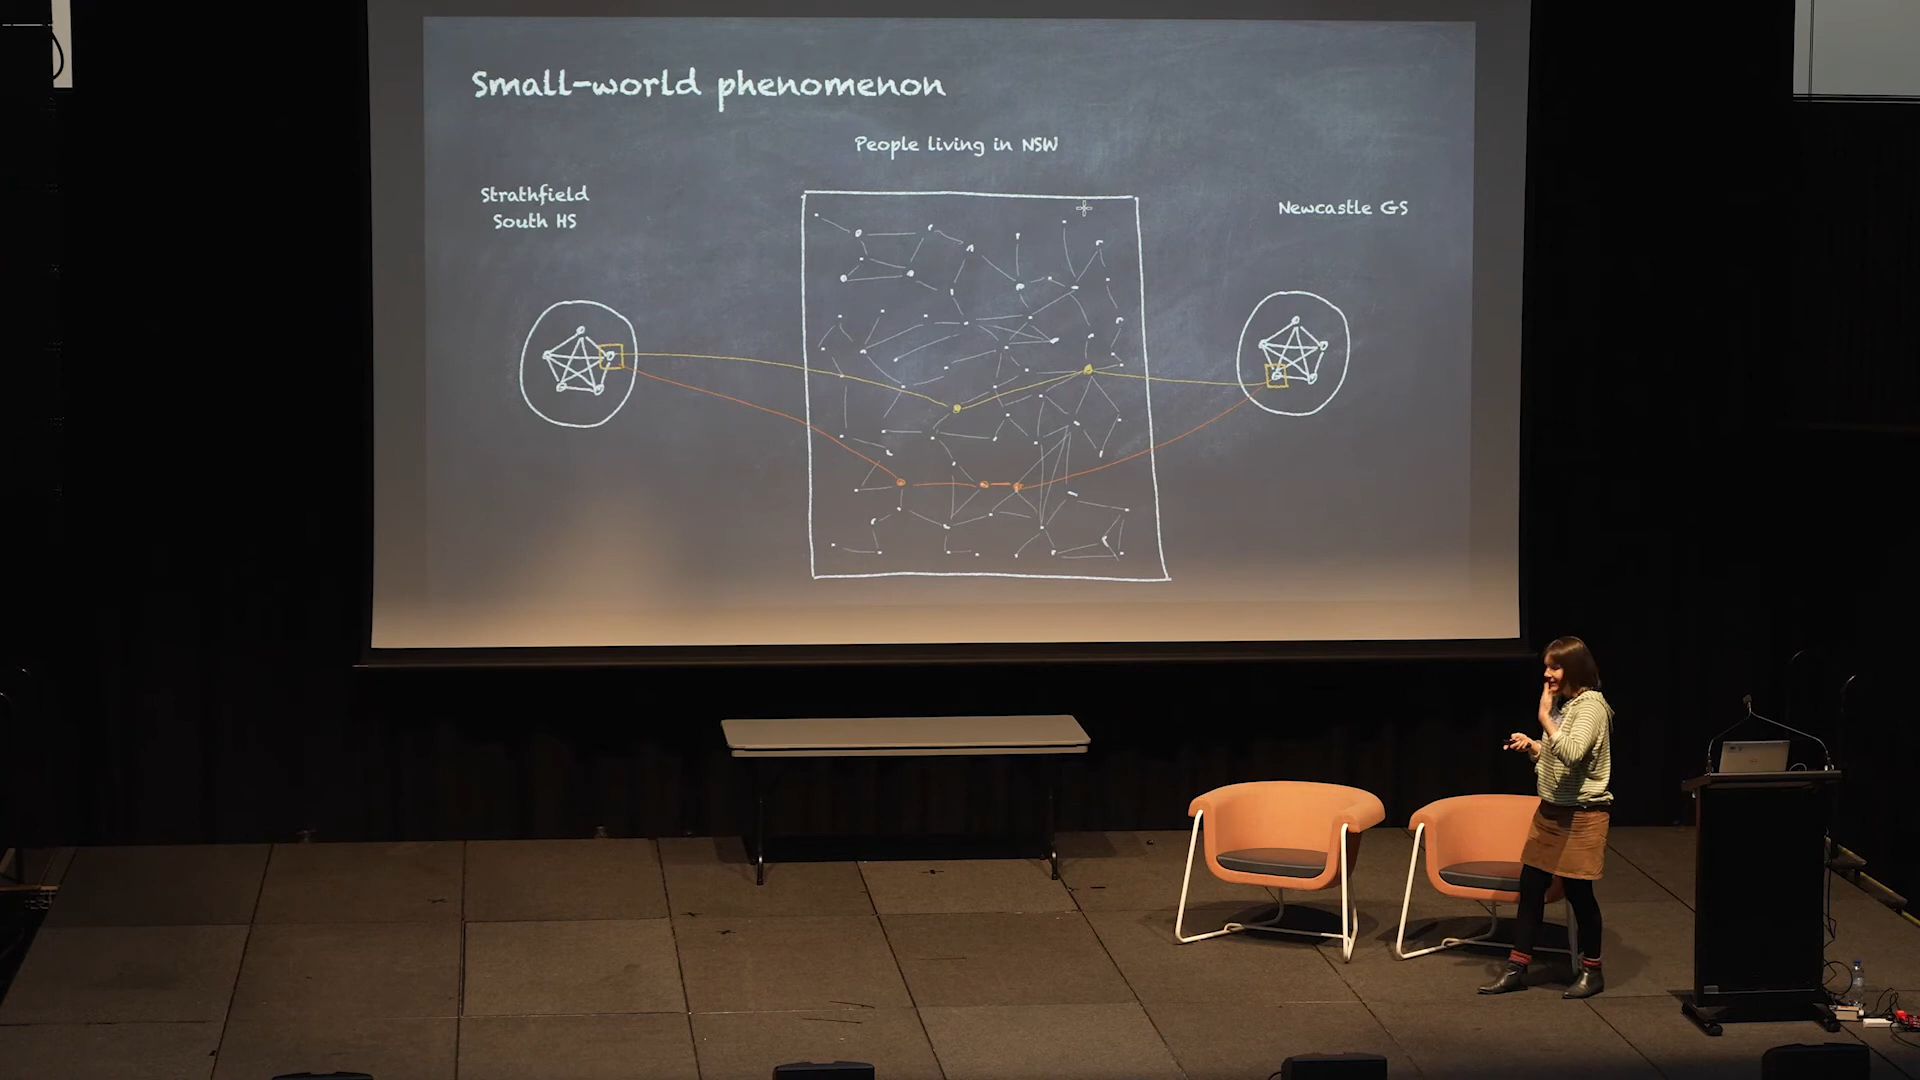 Small-world phenomenon
People living in NSW
Strathfield
South HS
Newcastle GS